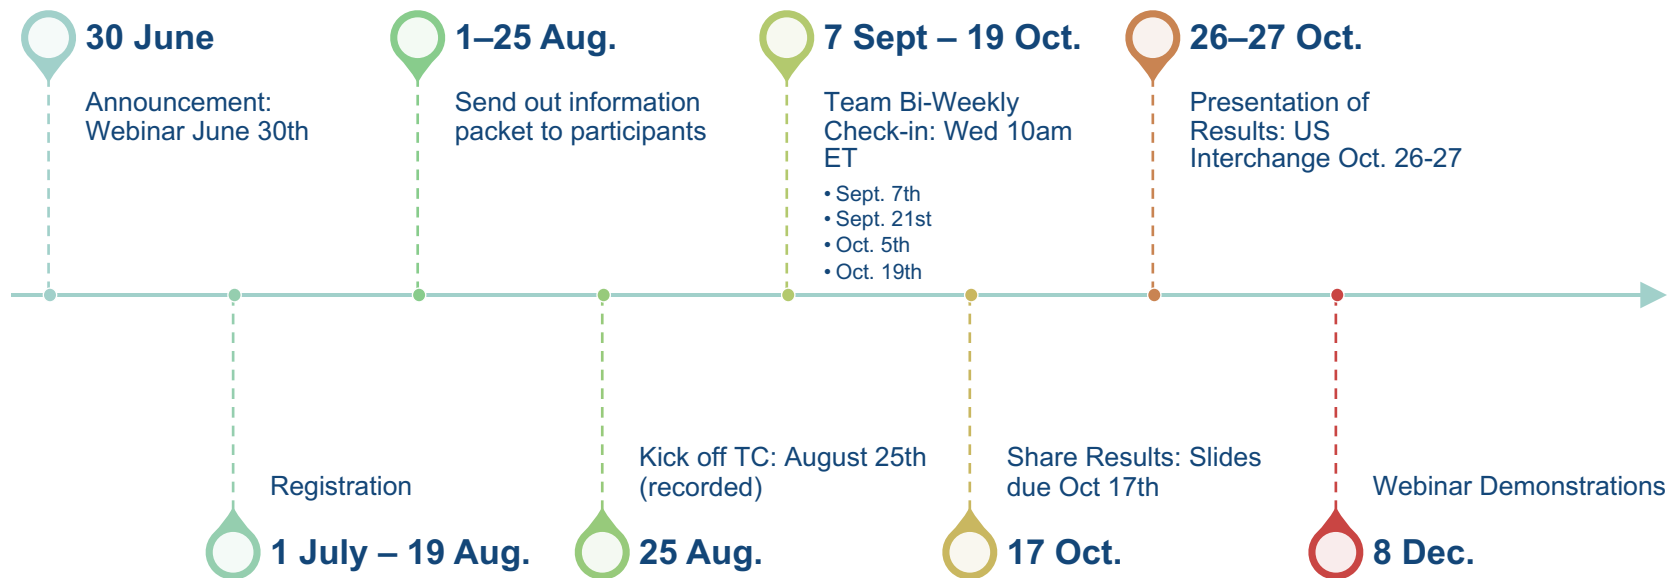 30 June
Announcement:
Webinar June 30th
1–25 Aug.
Send out information
packet to participants
7 Sept – 19 Oct.
Team Bi-Weekly
Check-in: Wed 10am
ET
• Sept. 7th
• Sept. 21st
• Oct. 5th
• Oct. 19th
26–27 Oct.
Presentation of
Results: US
Interchange Oct. 26-27
Registration
1 July – 19 Aug.
Kick off TC: August 25th
(recorded)
25 Aug.
Share Results: Slides
due Oct 17th
17 Oct.
Webinar Demonstrations
8 Dec.